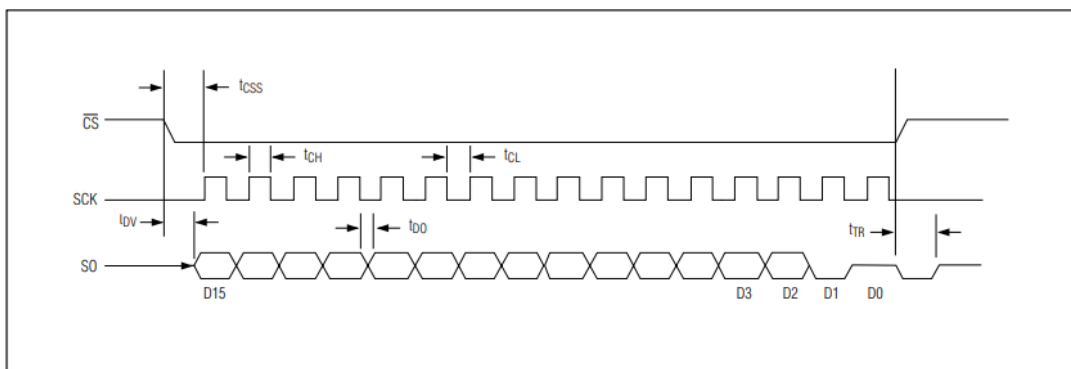 tCSS
CS
tCH
tCL
SCK
tDV
tDO
tTR
SO
D15
D3
D2
D1
D0